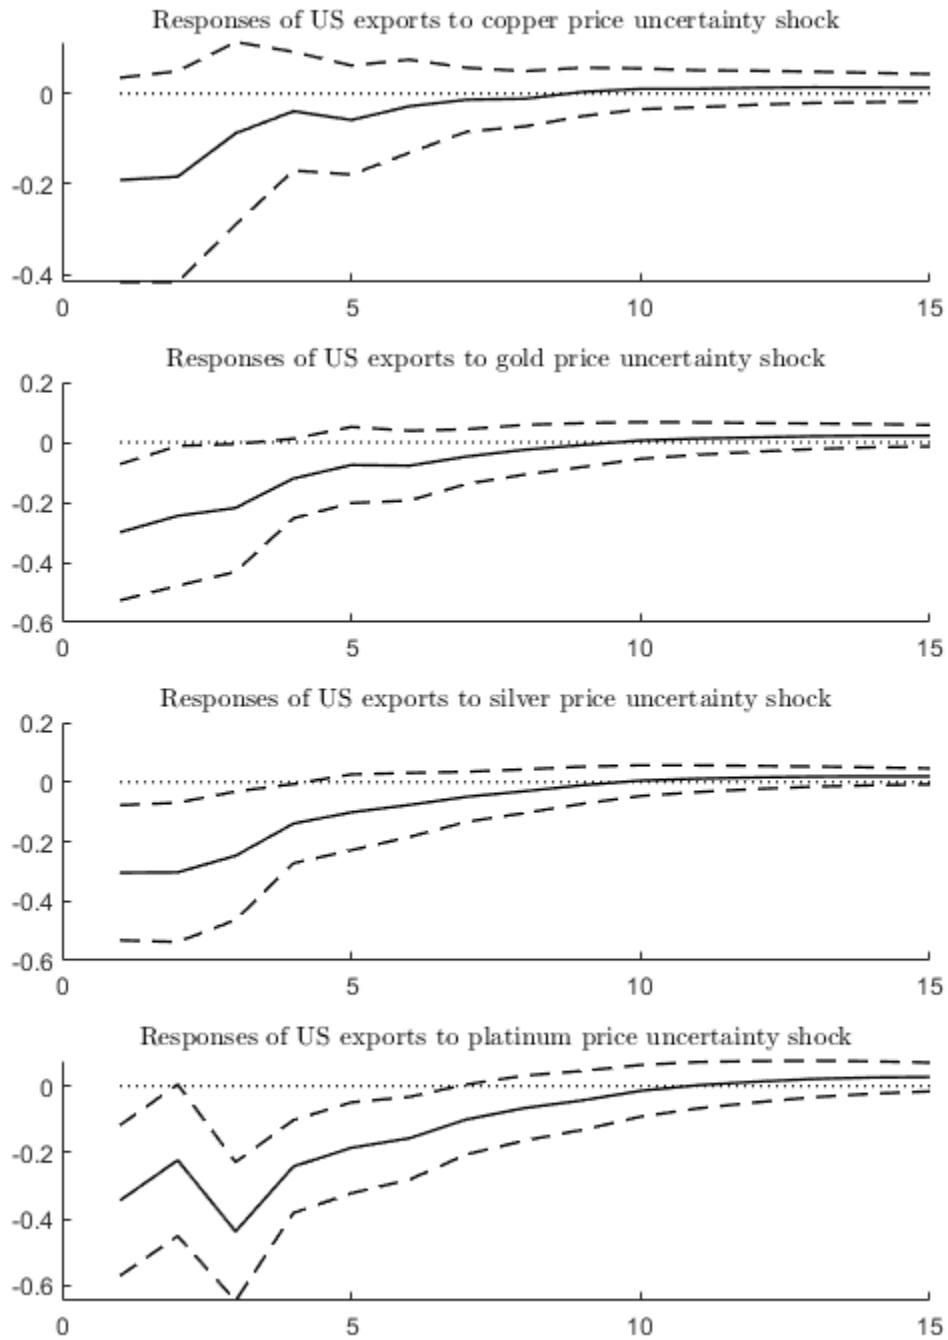 Responses of US exports to copper price uncertainty shock
0
-0.2
-0.4
0 5 10 15
Responses of US exports to gold price uncertainty shock
0.2
0
-0.2
-0.4
-0.6
0 5 10 15
Responses of US exports to silver price uncertainty shock
0.2
0
-0.2
-0.4
-0.6
0 5 10 15
Responses of US exports to platinum price uncertainty shock
0
-0.2
-0.4
-0.6
0 5 10 15